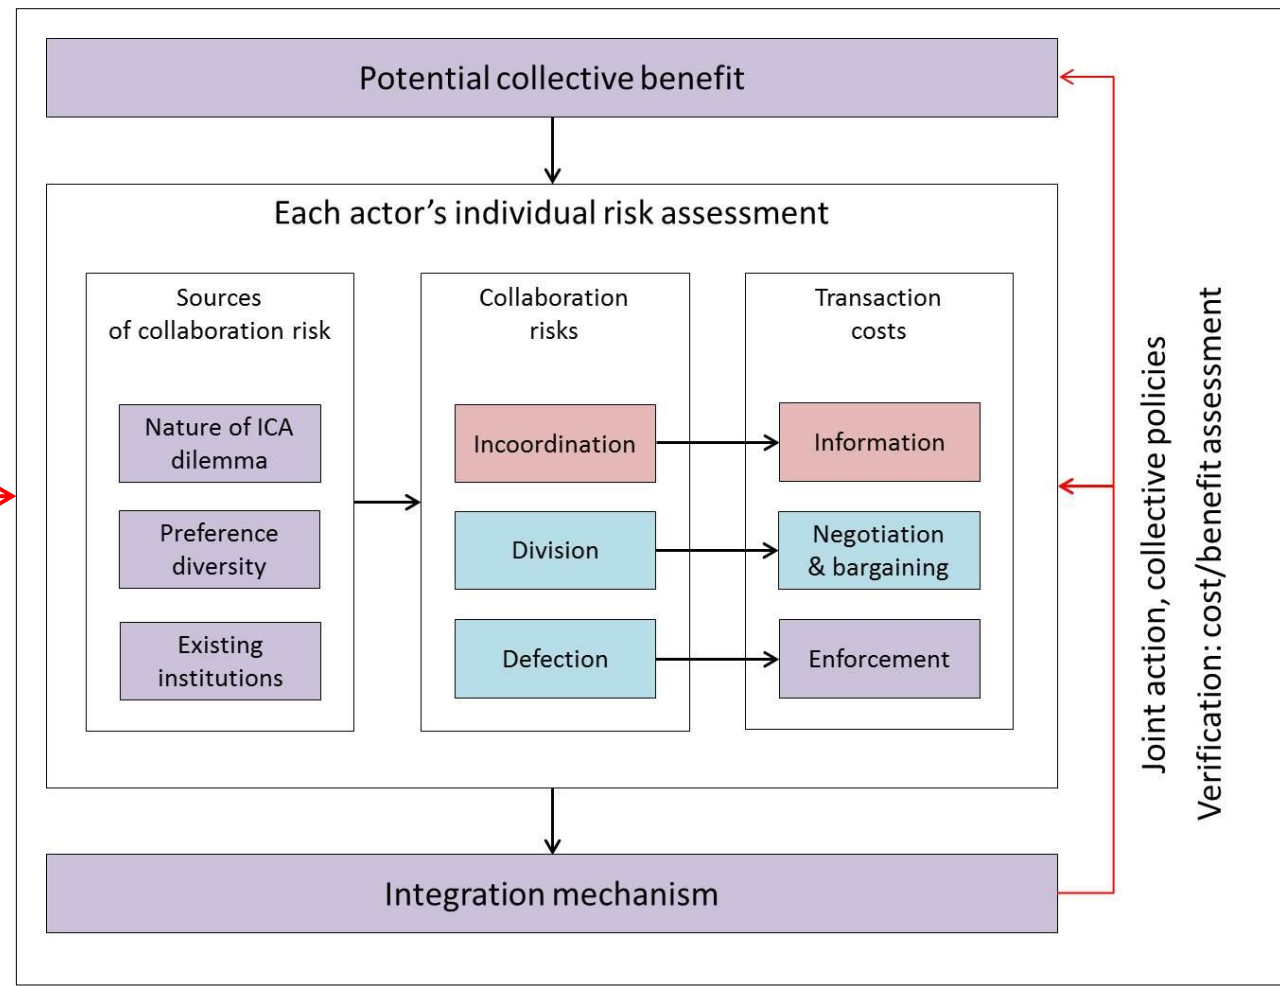 Potential collective benefit
Each actor’s individual risk assessment
Sources
of collaboration risk
Nature of ICA
dilemma
Preference
diversity
Existing
institutions
Collaboration
risks
Incoordination
Division
Defection
Transaction
costs
Information
Negotiation
& bargaining
Enforcement
Integration mechanism
Joint action, collective policies
Verification: cost/benefit assessment